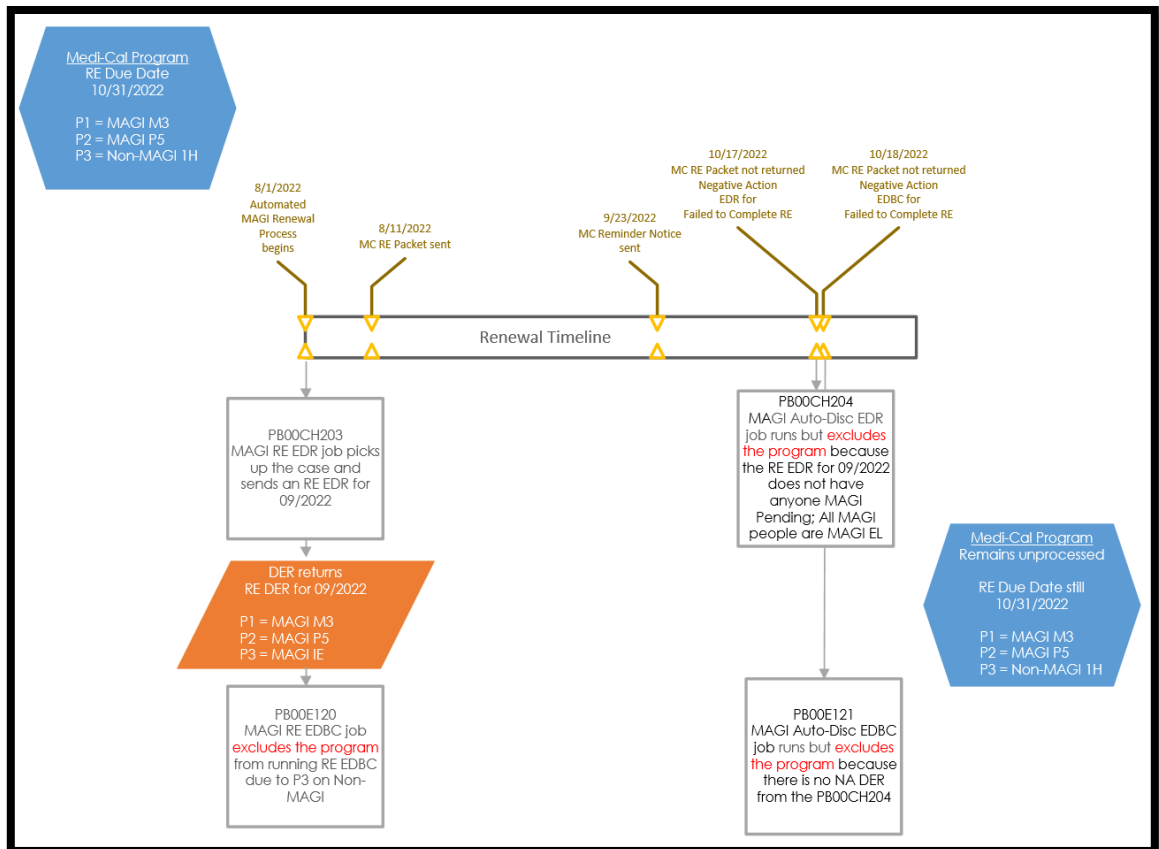 Medi-Cal Program
RE Due Date
10/31/2022
P1 = MAGI M3
P2 = MAGI P5
P3 = Non-MAGI 1H
8/1/2022
Automated
MAGI Renewal
Process
begins
8/11/2022
MC RE Packet sent
9/23/2022
MC Reminder Notice
sent
10/17/2022
MC RE Packet not returned
Negative Action
EDR for
Failed to Complete RE
10/18/2022
MC RE Packet not returned
Negative Action
EDBC for
Failed to Complete RE
Renewal Timeline
PB00CH203
MAGI RE EDR job picks
up the case and
sends an RE EDR for
09/2022
DER returns
RE DER for 09/2022
P1 = MAGI M3
P2 = MAGI P5
P3 = MAGI IE
PB00E120
MAGI RE EDBC job
excludes the program
from running RE EDBC
due to P3 on Non-
MAGI
PB00CH204
MAGI Auto-Disc EDR
job runs but excludes
the program because
the RE EDR for 09/2022
does not have
anyone MAGI
Pending; All MAGI
people are MAGI EL
PB00E121
MAGI Auto-Disc EDBC
job runs but excludes
the program because
there is no NA DER
from the PB00CH204
Medi-Cal Program
Remains unprocessed
RE Due Date still
10/31/2022
P1 = MAGI M3
P2 = MAGI P5
P3 = Non-MAGI 1H